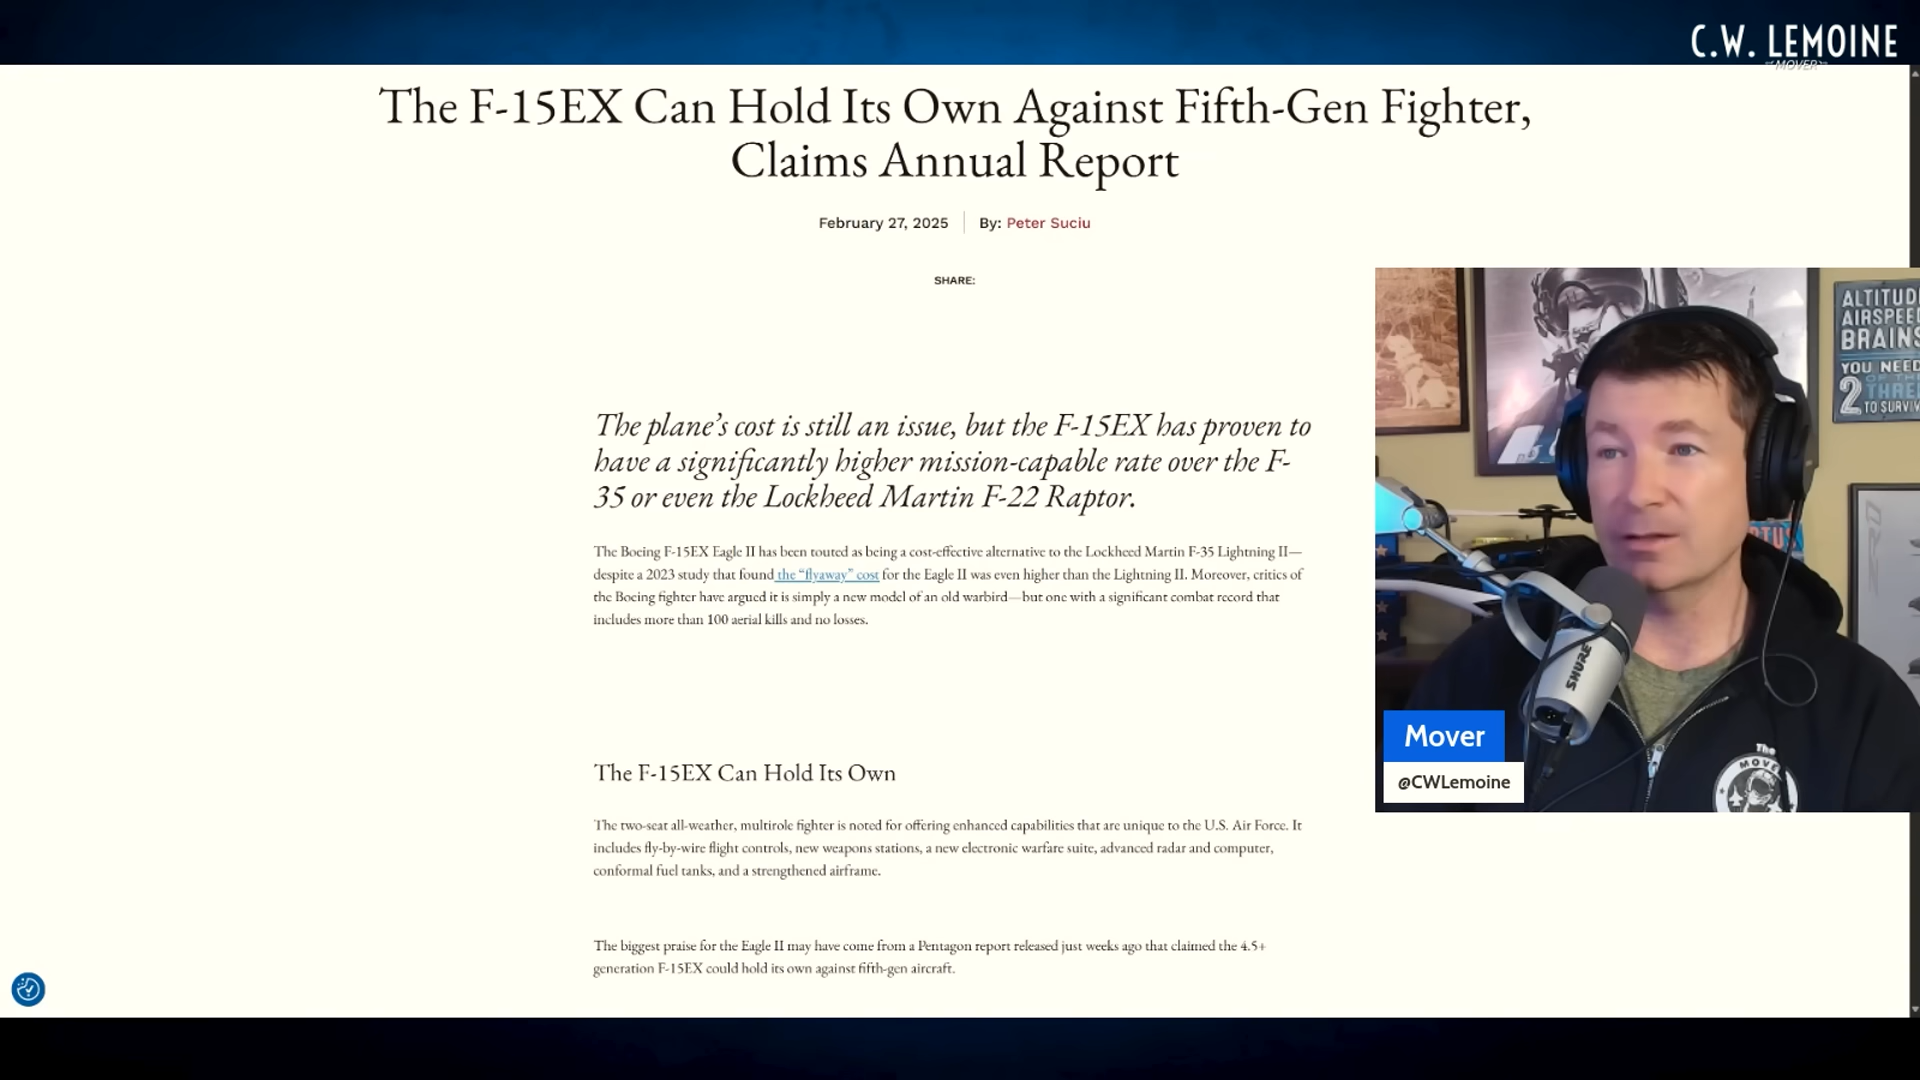 C.W. LEMOINE
"MOVER"
The F-15EX Can Hold Its Own Against Fifth-Gen Fighter,
Claims Annual Report
February 27, 2025
By: Peter Suciu
SHARE:
The plane’s cost is still an issue, but the F-15EX has proven to
have a significantly higher mission-capable rate over the F-
35 or even the Lockheed Martin F-22 Raptor.
The Boeing F-15EX Eagle II has been touted as being a cost-effective alternative to the Lockheed Martin F-35 Lightning II—
despite a 2023 study that found the “flyaway” cost for the Eagle II was even higher than the Lightning II. Moreover, critics of
the Boeing fighter have argued it is simply a new model of an old warbird—but one with a significant combat record that
includes more than 100 aerial kills and no losses.
The F-15EX Can Hold Its Own
The two-seat all-weather, multirole fighter is noted for offering enhanced capabilities that are unique to the U.S. Air Force. It
includes fly-by-wire flight controls, new weapons stations, a new electronic warfare suite, advanced radar and computer,
conformal fuel tanks, and a strengthened airframe.
The biggest praise for the Eagle II may have come from a Pentagon report released just weeks ago that claimed the 4.5+
generation F-15EX could hold its own against fifth-gen aircraft.
ALTITUD
AIRSPEE
BRAINS
YOU NEED
2 OF THE
THREE
TO SURVIV
SHURE
The
MOVE
Mover
@CWLemoine